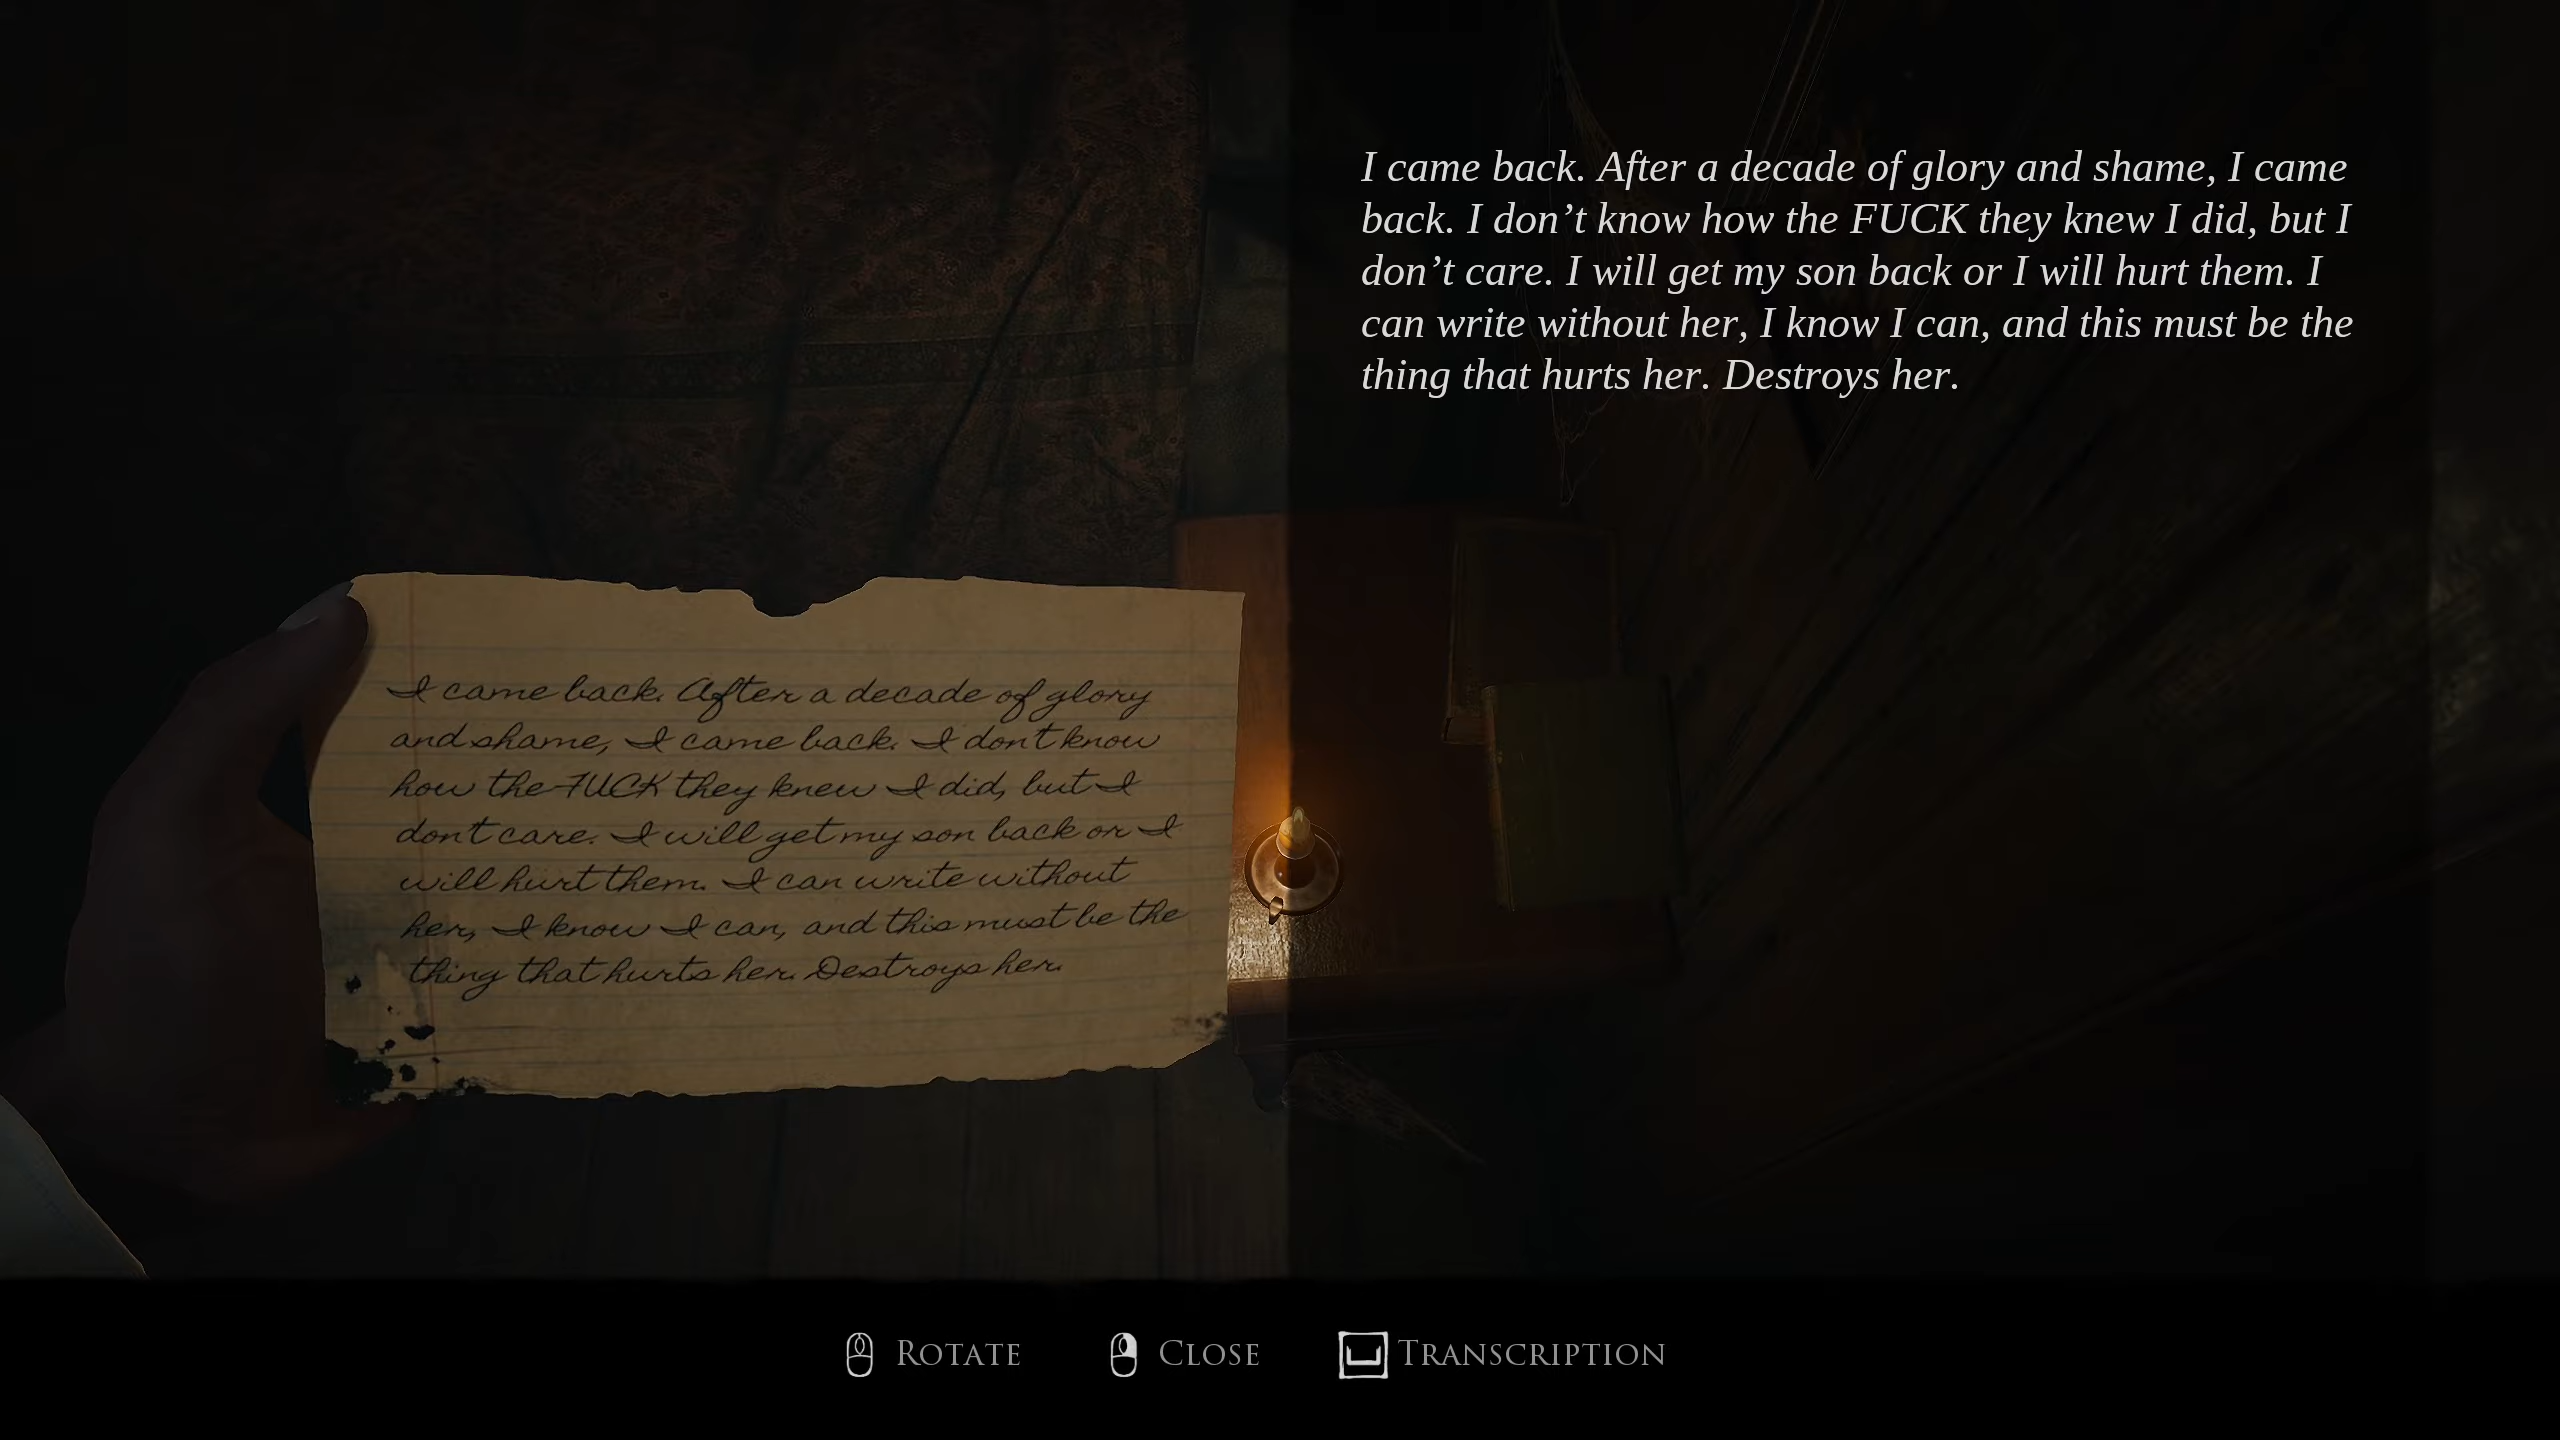 I came back. After a decade of glory and shame, I came
back. I don’t know how the FUCK they knew I did, but I
don’t care. I will get my son back or I will hurt them. I
can write without her, I know I can, and this must be the
thing that hurts her. Destroys her.
I came back. After a decade of glory
and shame, I came back. I don't know
how the FUCK they knew I did, but I
don't care. I will get my son back or I
will hurt them. I can write without
her, I know I can, and this must be the
thing that hurts her. Destroys her.
ROTATE CLOSE TRANSCRIPTION